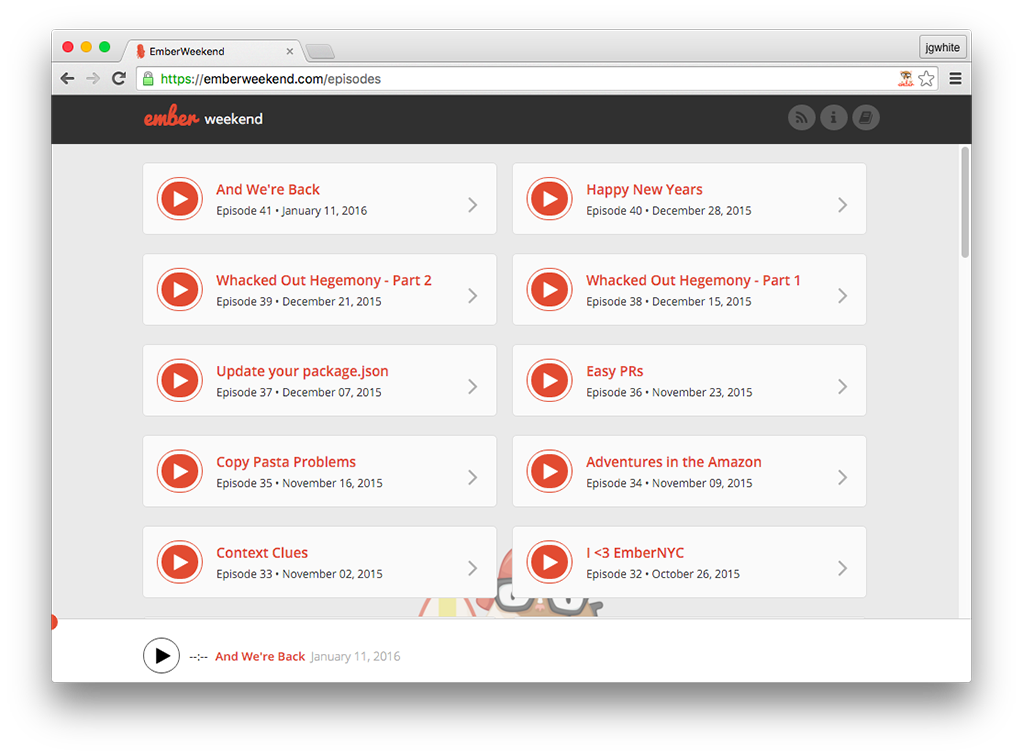 EmberWeekend
jgwhite
https://emberweekend.com/episodes
ember weekend
And We're Back
Episode 41 • January 11, 2016
Happy New Years
Episode 40 • December 28, 2015
Whacked Out Hegemony - Part 2
Episode 39 • December 21, 2015
Whacked Out Hegemony - Part 1
Episode 38 • December 15, 2015
Update your package.json
Episode 37 • December 07, 2015
Easy PRs
Episode 36 • November 23, 2015
Copy Pasta Problems
Episode 35 • November 16, 2015
Adventures in the Amazon
Episode 34 • November 09, 2015
Context Clues
Episode 33 • November 02, 2015
I <3 EmberNYC
Episode 32 • October 26, 2015
--:-- And We're Back January 11, 2016